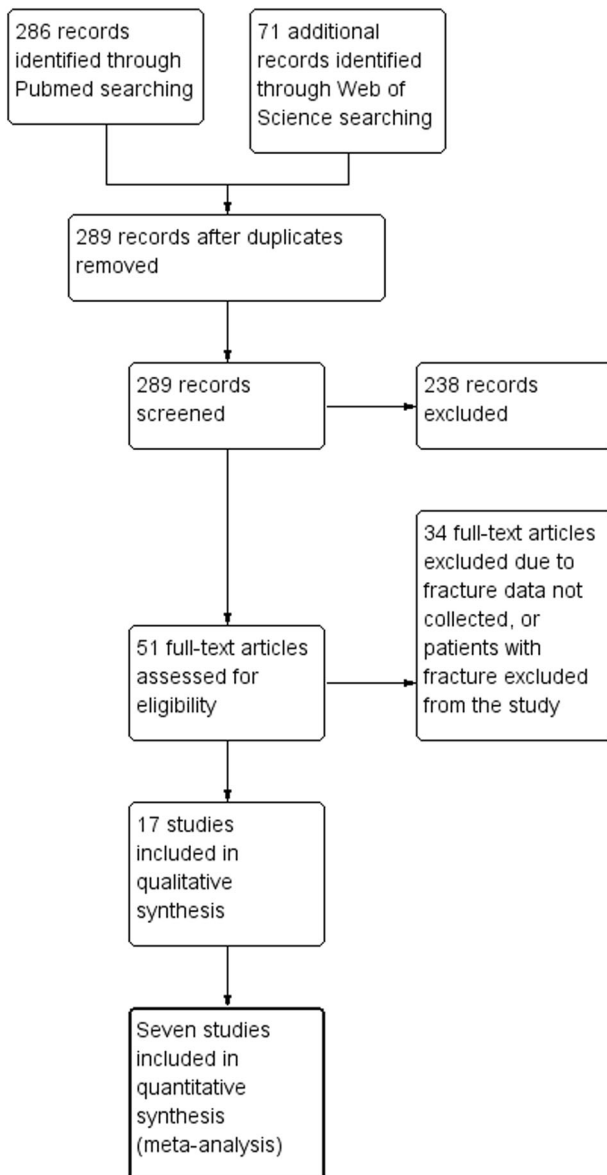 286 records
identified through
Pubmed searching
71 additional
records identified
through Web of
Science searching
289 records after duplicates
removed
289 records
screened
238 records
excluded
34 full-text articles
excluded due to
fracture data not
collected, or
patients with
fracture excluded
from the study
51 full-text articles
assessed for
eligibility
17 studies
included in
qualitative
synthesis
Seven studies
included in
quantitative
synthesis
(meta-analysis)